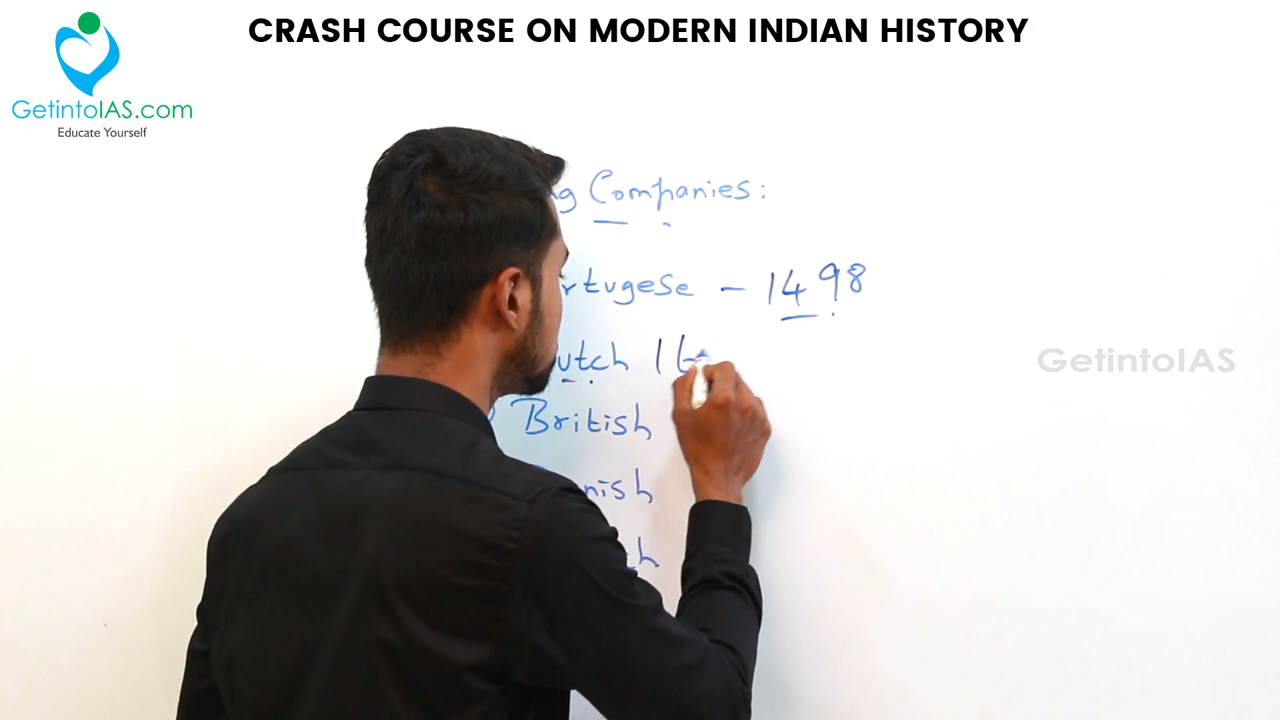 CRASH COURSE ON MODERN INDIAN HISTORY
GetintoIAS.com
Educate Yourself
Companies:
rtugese - 1498
utch 16
GetintoIAS
British
nish
h